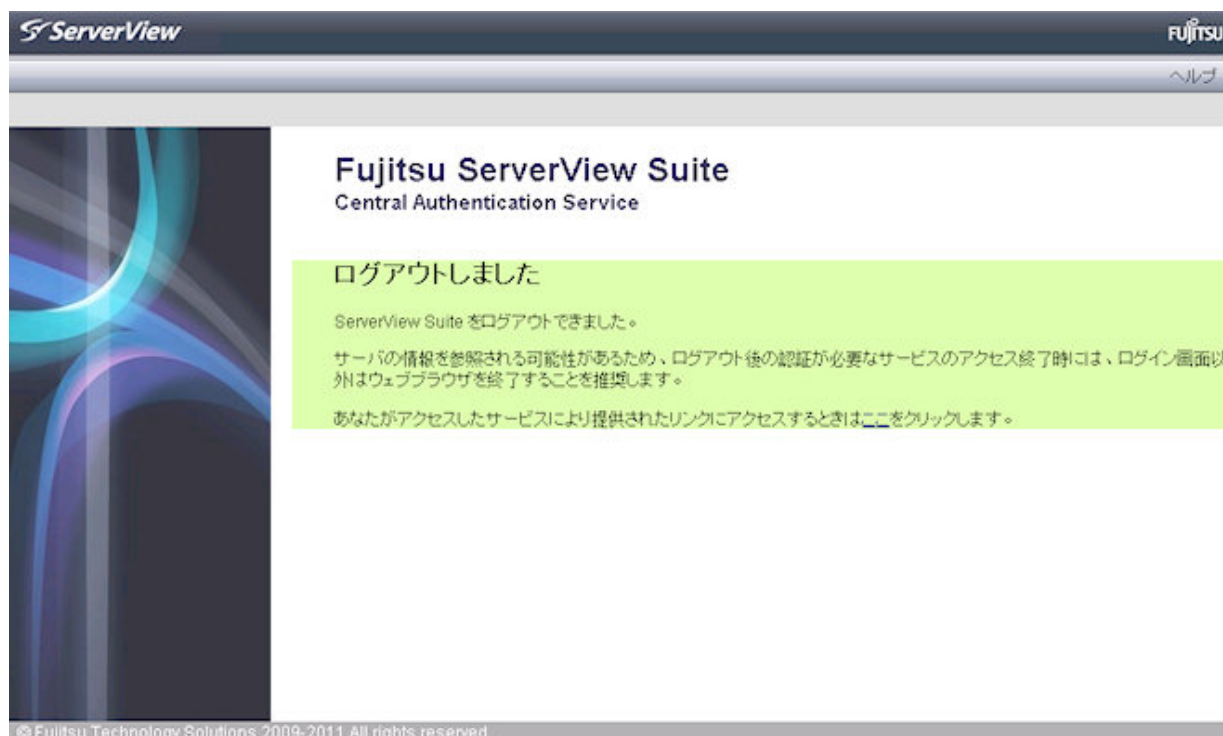 ServerView
FUJITSU
ヘルプ
Fujitsu ServerView Suite
Central Authentication Service
ログアウトしました
ServerView Suite をログアウトできました。
サーバの情報を参照される可能性があるため、ログアウト後の認証が必要なサービスのアクセス終了時には、ログイン画面以
外はウェブブラウザを終了することを推奨します。
あなたがアクセスしたサービスにより提供されたリンクにアクセスするときはここをクリックします。
© Fujitsu Technology Solutions 2009-2011 All rights reserved